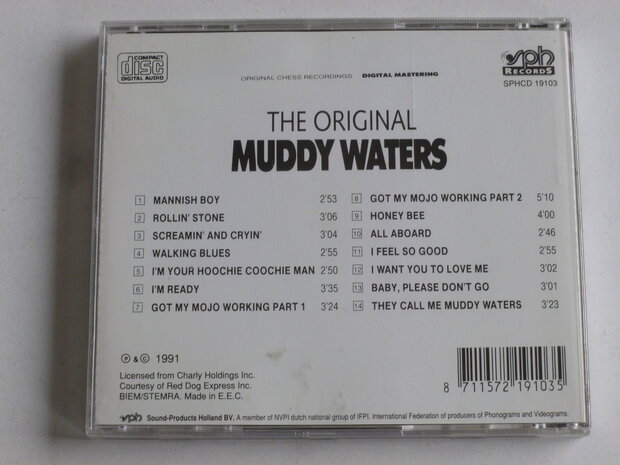 COMPACT
disc
DIGITAL AUDIO
ORIGINAL CHESS RECORDINGS DIGITAL MASTERING
sph
RECORDS
SPHCD 19103
THE ORIGINAL
MUDDY WATERS
1 MANNISH BOY 2'53
2 ROLLIN' STONE 3'06
3 SCREAMIN' AND CRYIN' 3'04
4 WALKING BLUES 2'55
5 I'M YOUR HOOCHIE COOCHIE MAN 2'50
6 I'M READY 3'35
7 GOT MY MOJO WORKING PART 1 3'24
8 GOT MY MOJO WORKING PART 2 5'10
9 HONEY BEE 4'00
10 ALL ABOARD 2'46
11 I FEEL SO GOOD 2'55
12 I WANT YOU TO LOVE ME 3'02
13 BABY, PLEASE DON'T GO 3'01
14 THEY CALL ME MUDDY WATERS 3'23
℗ & © 1991
Licensed from Charly Holdings Inc.
Courtesy of Red Dog Express Inc.
BIEM/STEMRA. Made in E.E.C.
8 711572 191035
sph Sound-Products Holland BV. A member of NVPI dutch national group of IFPI. International Federation of producers of Phonograms and Videograms.